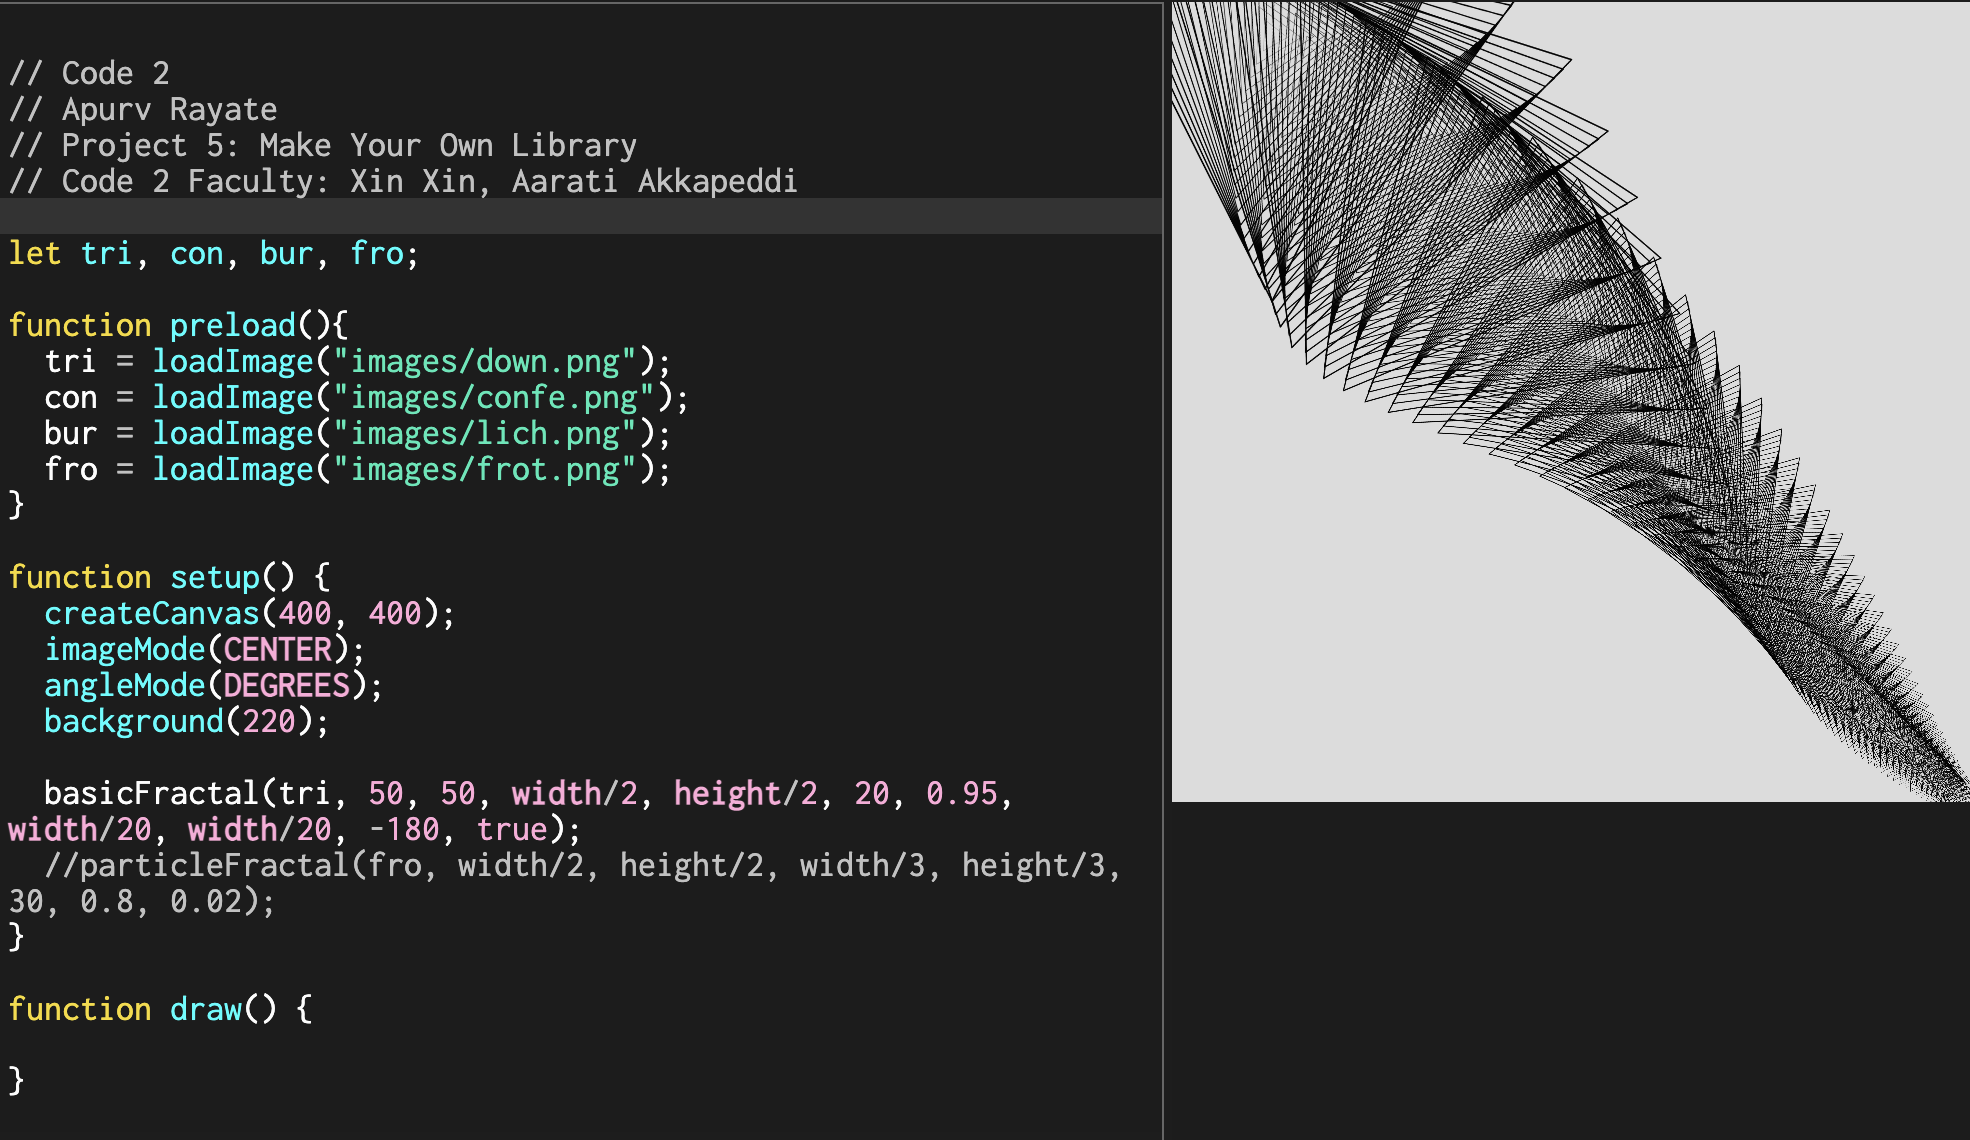 // Code 2
// Apurv Rayate
// Project 5: Make Your Own Library
// Code 2 Faculty: Xin Xin, Aarati Akkapeddi
let tri, con, bur, fro;
function preload(){
  tri = loadImage("images/down.png");
  con = loadImage("images/confe.png");
  bur = loadImage("images/lich.png");
  fro = loadImage("images/frot.png");
}
function setup() {
  createCanvas(400, 400);
  imageMode(CENTER);
  angleMode(DEGREES);
  background(220);
  basicFractal(tri, 50, 50, width/2, height/2, 20, 0.95,
width/20, width/20, -180, true);
  //particleFractal(fro, width/2, height/2, width/3, height/3,
30, 0.8, 0.02);
}
function draw() {
}